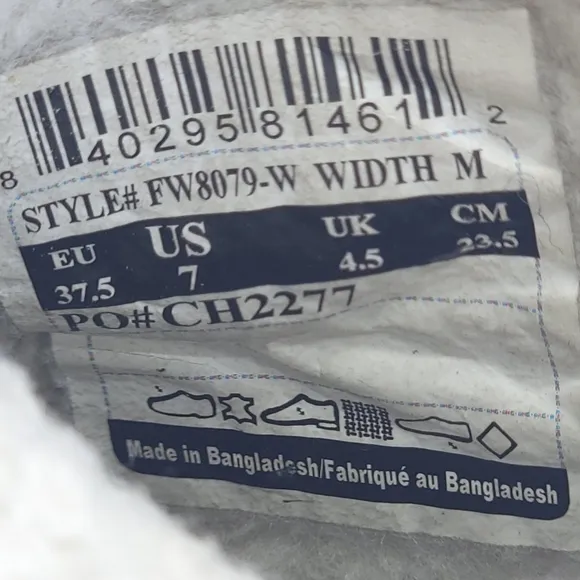 8 40295 81461 2
STYLE# FW8079-W WIDTH M
EU US UK CM
37.5 7 4.5 23.5
PO# CH2277
Made in Bangladesh/Fabriqué au Bangladesh